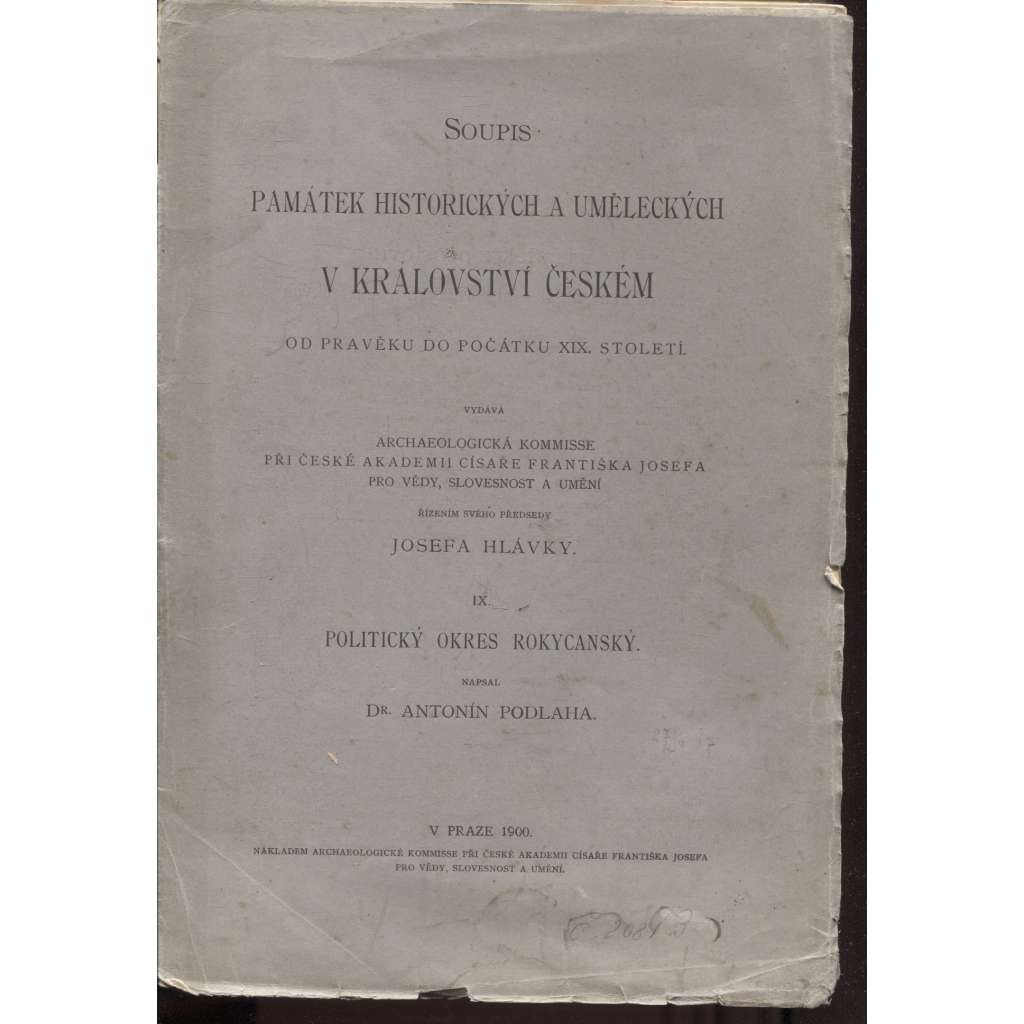 SOUPIS
PAMÁTEK HISTORICKÝCH A UMĚLECKÝCH
V KRÁLOVSTVÍ ČESKÉM
OD PRAVĚKU DO POČÁTKU XIX. STOLETÍ.
VYDÁVÁ
ARCHAEOLOGICKÁ KOMMISSE
PŘI ČESKÉ AKADEMII CÍSAŘE FRANTIŠKA JOSEFA
PRO VĚDY, SLOVESNOST A UMĚNÍ
ŘÍZENÍM SVÉHO PŘEDSEDY
JOSEFA HLÁVKY.
IX.
POLITICKÝ OKRES ROKYCANSKÝ.
NAPSAL
DR. ANTONÍN PODLAHA.
V PRAZE 1900.
NÁKLADEM ARCHAEOLOGICKÉ KOMMISSE PŘI ČESKÉ AKADEMII CÍSAŘE FRANTIŠKA JOSEFA
PRO VĚDY, SLOVESNOST A UMĚNÍ.